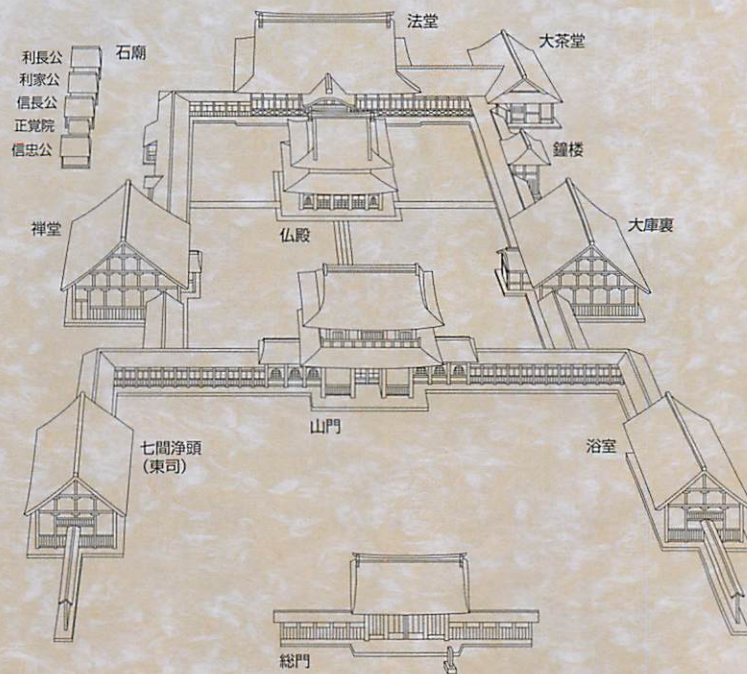 法堂
大茶堂
石廟
利長公
利家公
信長公
正覚院
信忠公
鐘楼
禅堂
仏殿
大庫裏
山門
七間浄頭
（東司）
浴室
総門